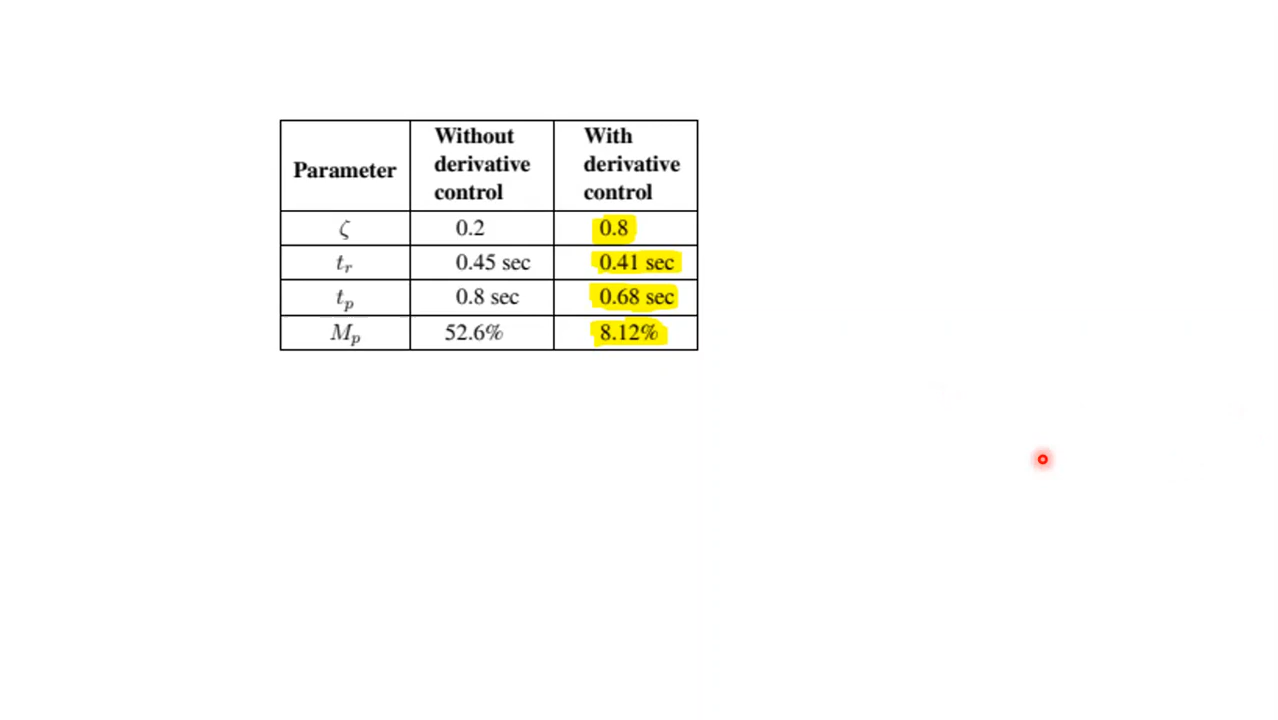 Parameter Without derivative control With derivative control
ζ 0.2 0.8
t_r 0.45 sec 0.41 sec
t_p 0.8 sec 0.68 sec
M_p 52.6% 8.12%